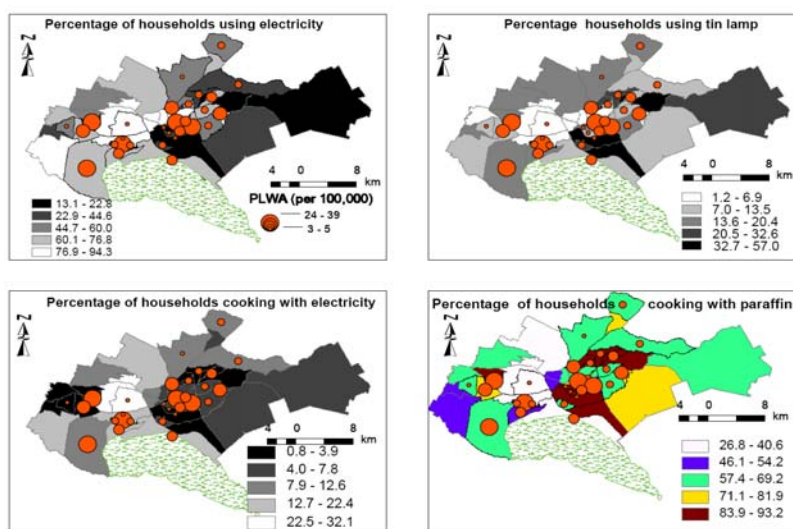 Percentage of households using electricity
N
4 0 4 8
km
13.1 - 22.8
22.9 - 44.6
44.7 - 60.0
60.1 - 76.8
76.9 - 94.3
PLWA (per 100,000)
24 - 39
3 - 5
Percentage households using tin lamp
N
4 0 4 8
km
1.2 - 6.9
7.0 - 13.5
13.6 - 20.4
20.5 - 32.6
32.7 - 57.0
Percentage of households cooking with electricity
N
4 0 4 8
km
0.8 - 3.9
4.0 - 7.8
7.9 - 12.6
12.7 - 22.4
22.5 - 32.1
Percentage of households cooking with paraffin
N
4 0 4 8
km
26.8 - 40.6
46.1 - 54.2
57.4 - 69.2
71.1 - 81.9
83.9 - 93.2